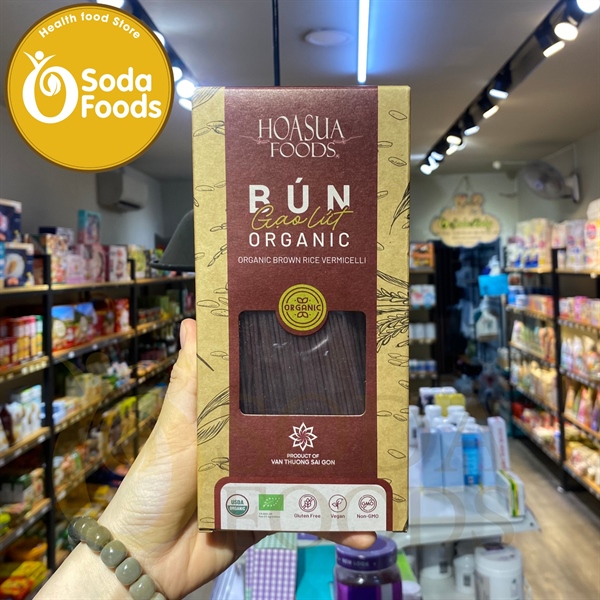 Health food Store
Soda
Foods
HOASUA
FOODS®
BÚN
Gạo lứt
ORGANIC
ORGANIC BROWN RICE VERMICELLI
ORGANIC
PRODUCT OF
VAN THUONG SAI GON
USDA
ORGANIC
Gluten Free
Vegan
GMO
Non-GMO